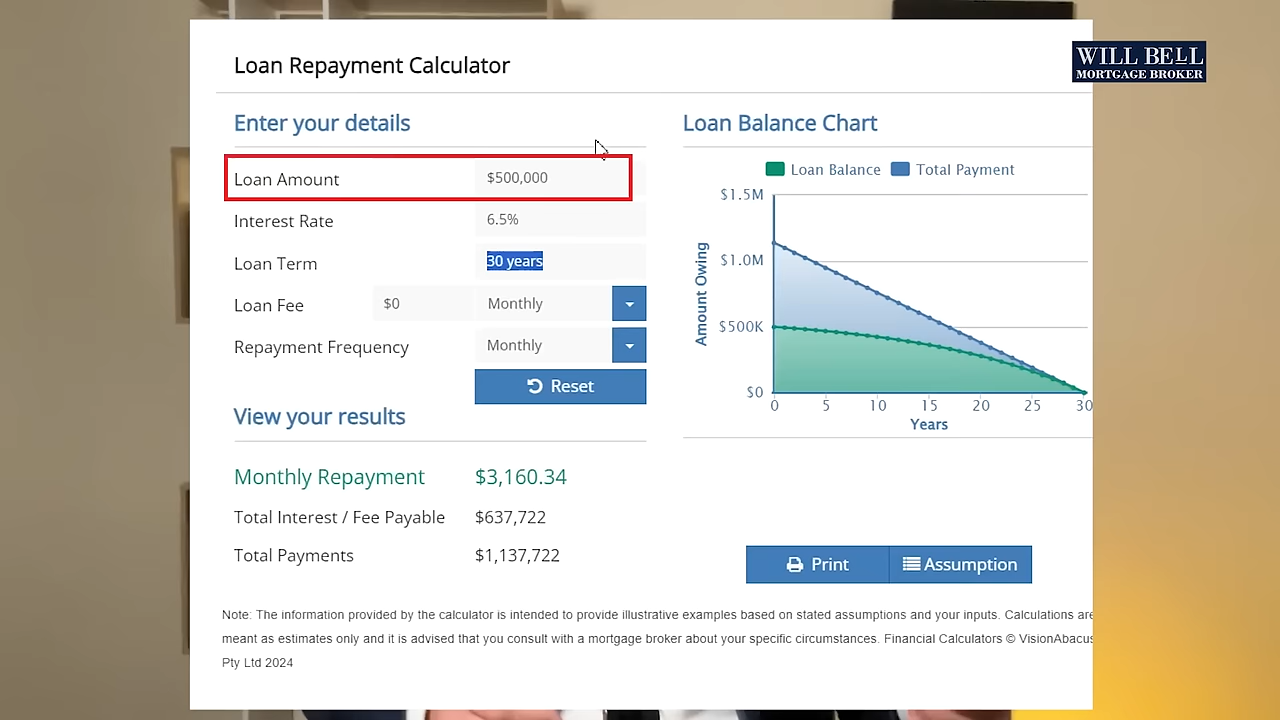 WILL BELL
MORTGAGE BROKER
Loan Repayment Calculator
Enter your details
Loan Amount $500,000
Interest Rate 6.5%
Loan Term 30 years
Loan Fee $0 Monthly
Repayment Frequency Monthly
Reset
View your results
Monthly Repayment $3,160.34
Total Interest / Fee Payable $637,722
Total Payments $1,137,722
Loan Balance Chart
Loan Balance Total Payment
$1.5M
$1.0M
$500K
$0
Amount Owing
0 5 10 15 20 25 30
Years
Print Assumption
Note: The information provided by the calculator is intended to provide illustrative examples based on stated assumptions and your inputs. Calculations are
meant as estimates only and it is advised that you consult with a mortgage broker about your specific circumstances. Financial Calculators © VisionAbacus
Pty Ltd 2024